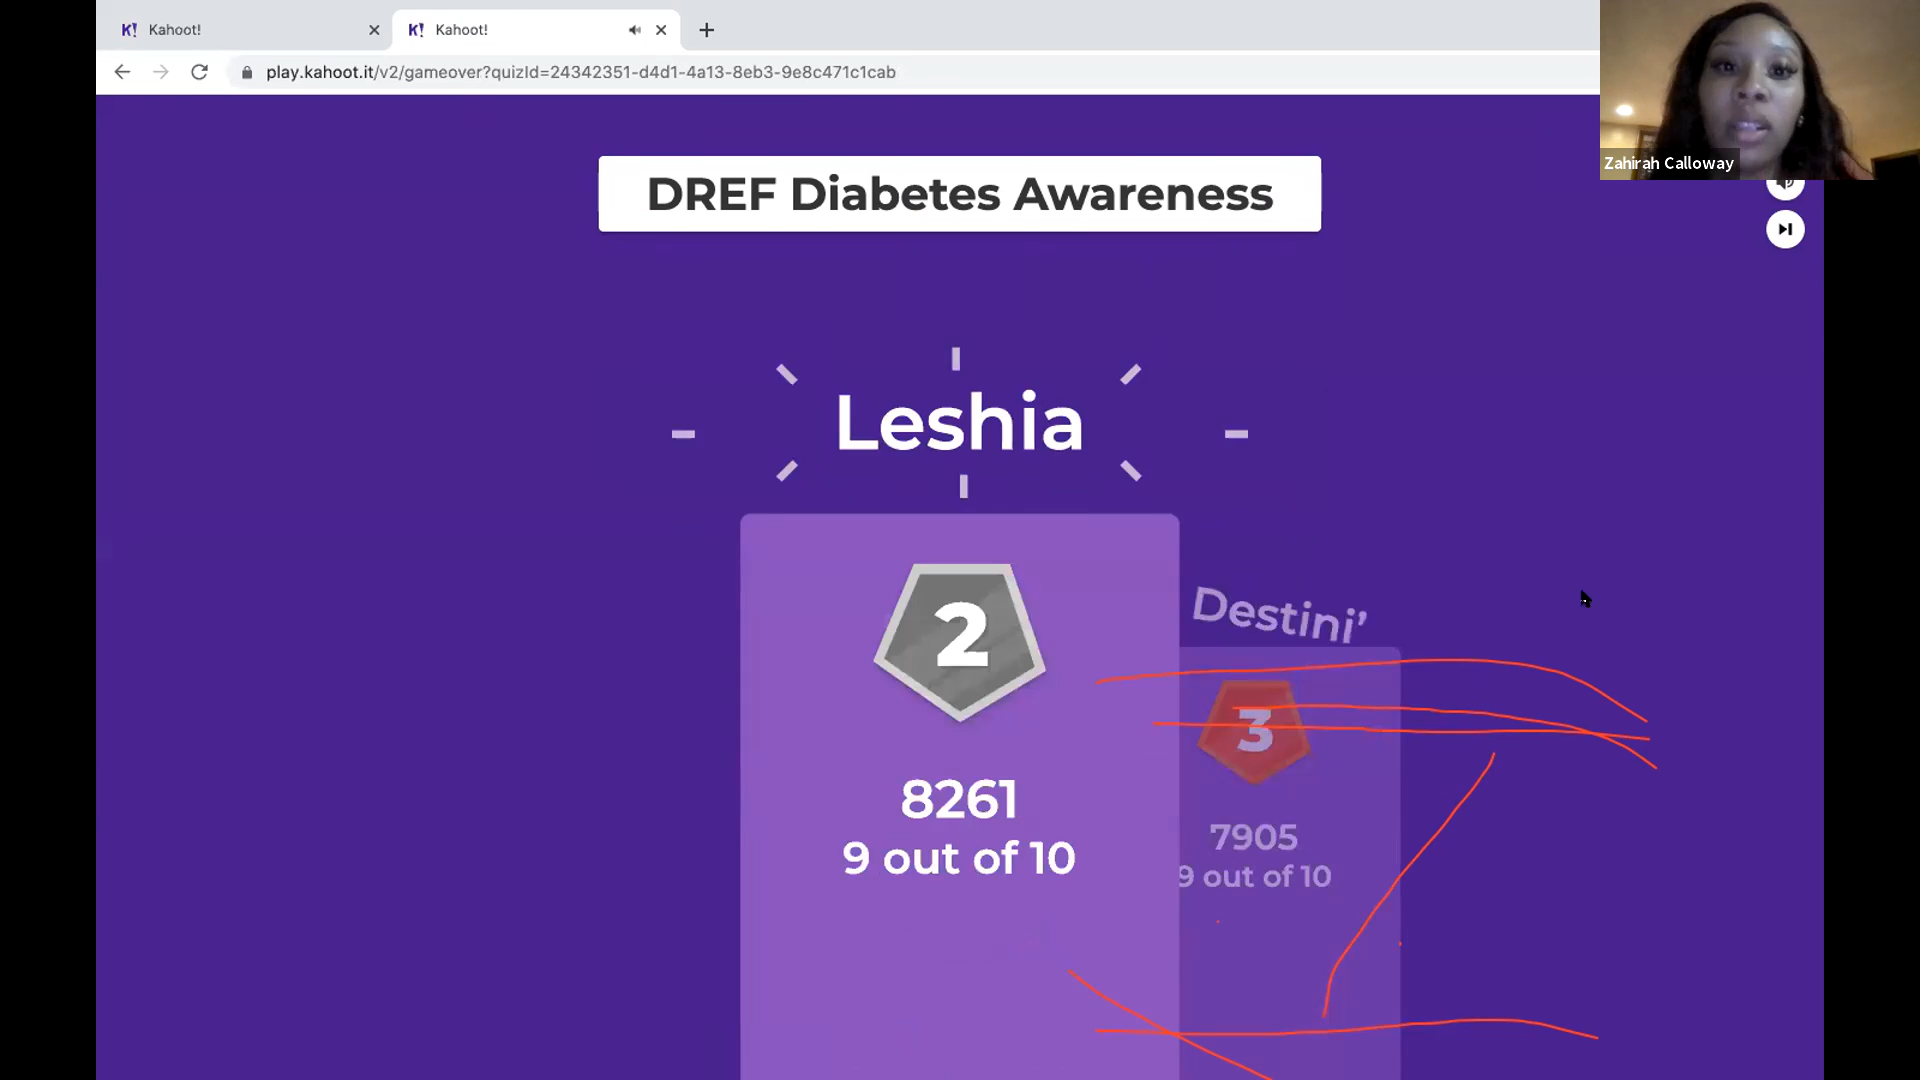 K! Kahoot!
K! Kahoot!
play.kahoot.it/v2/gameover?quizId=24342351-d4d1-4a13-8eb3-9e8c471c1cab
Zahirah Calloway
DREF Diabetes Awareness
Leshia
2
8261
9 out of 10
Destini’
3
7905
9 out of 10